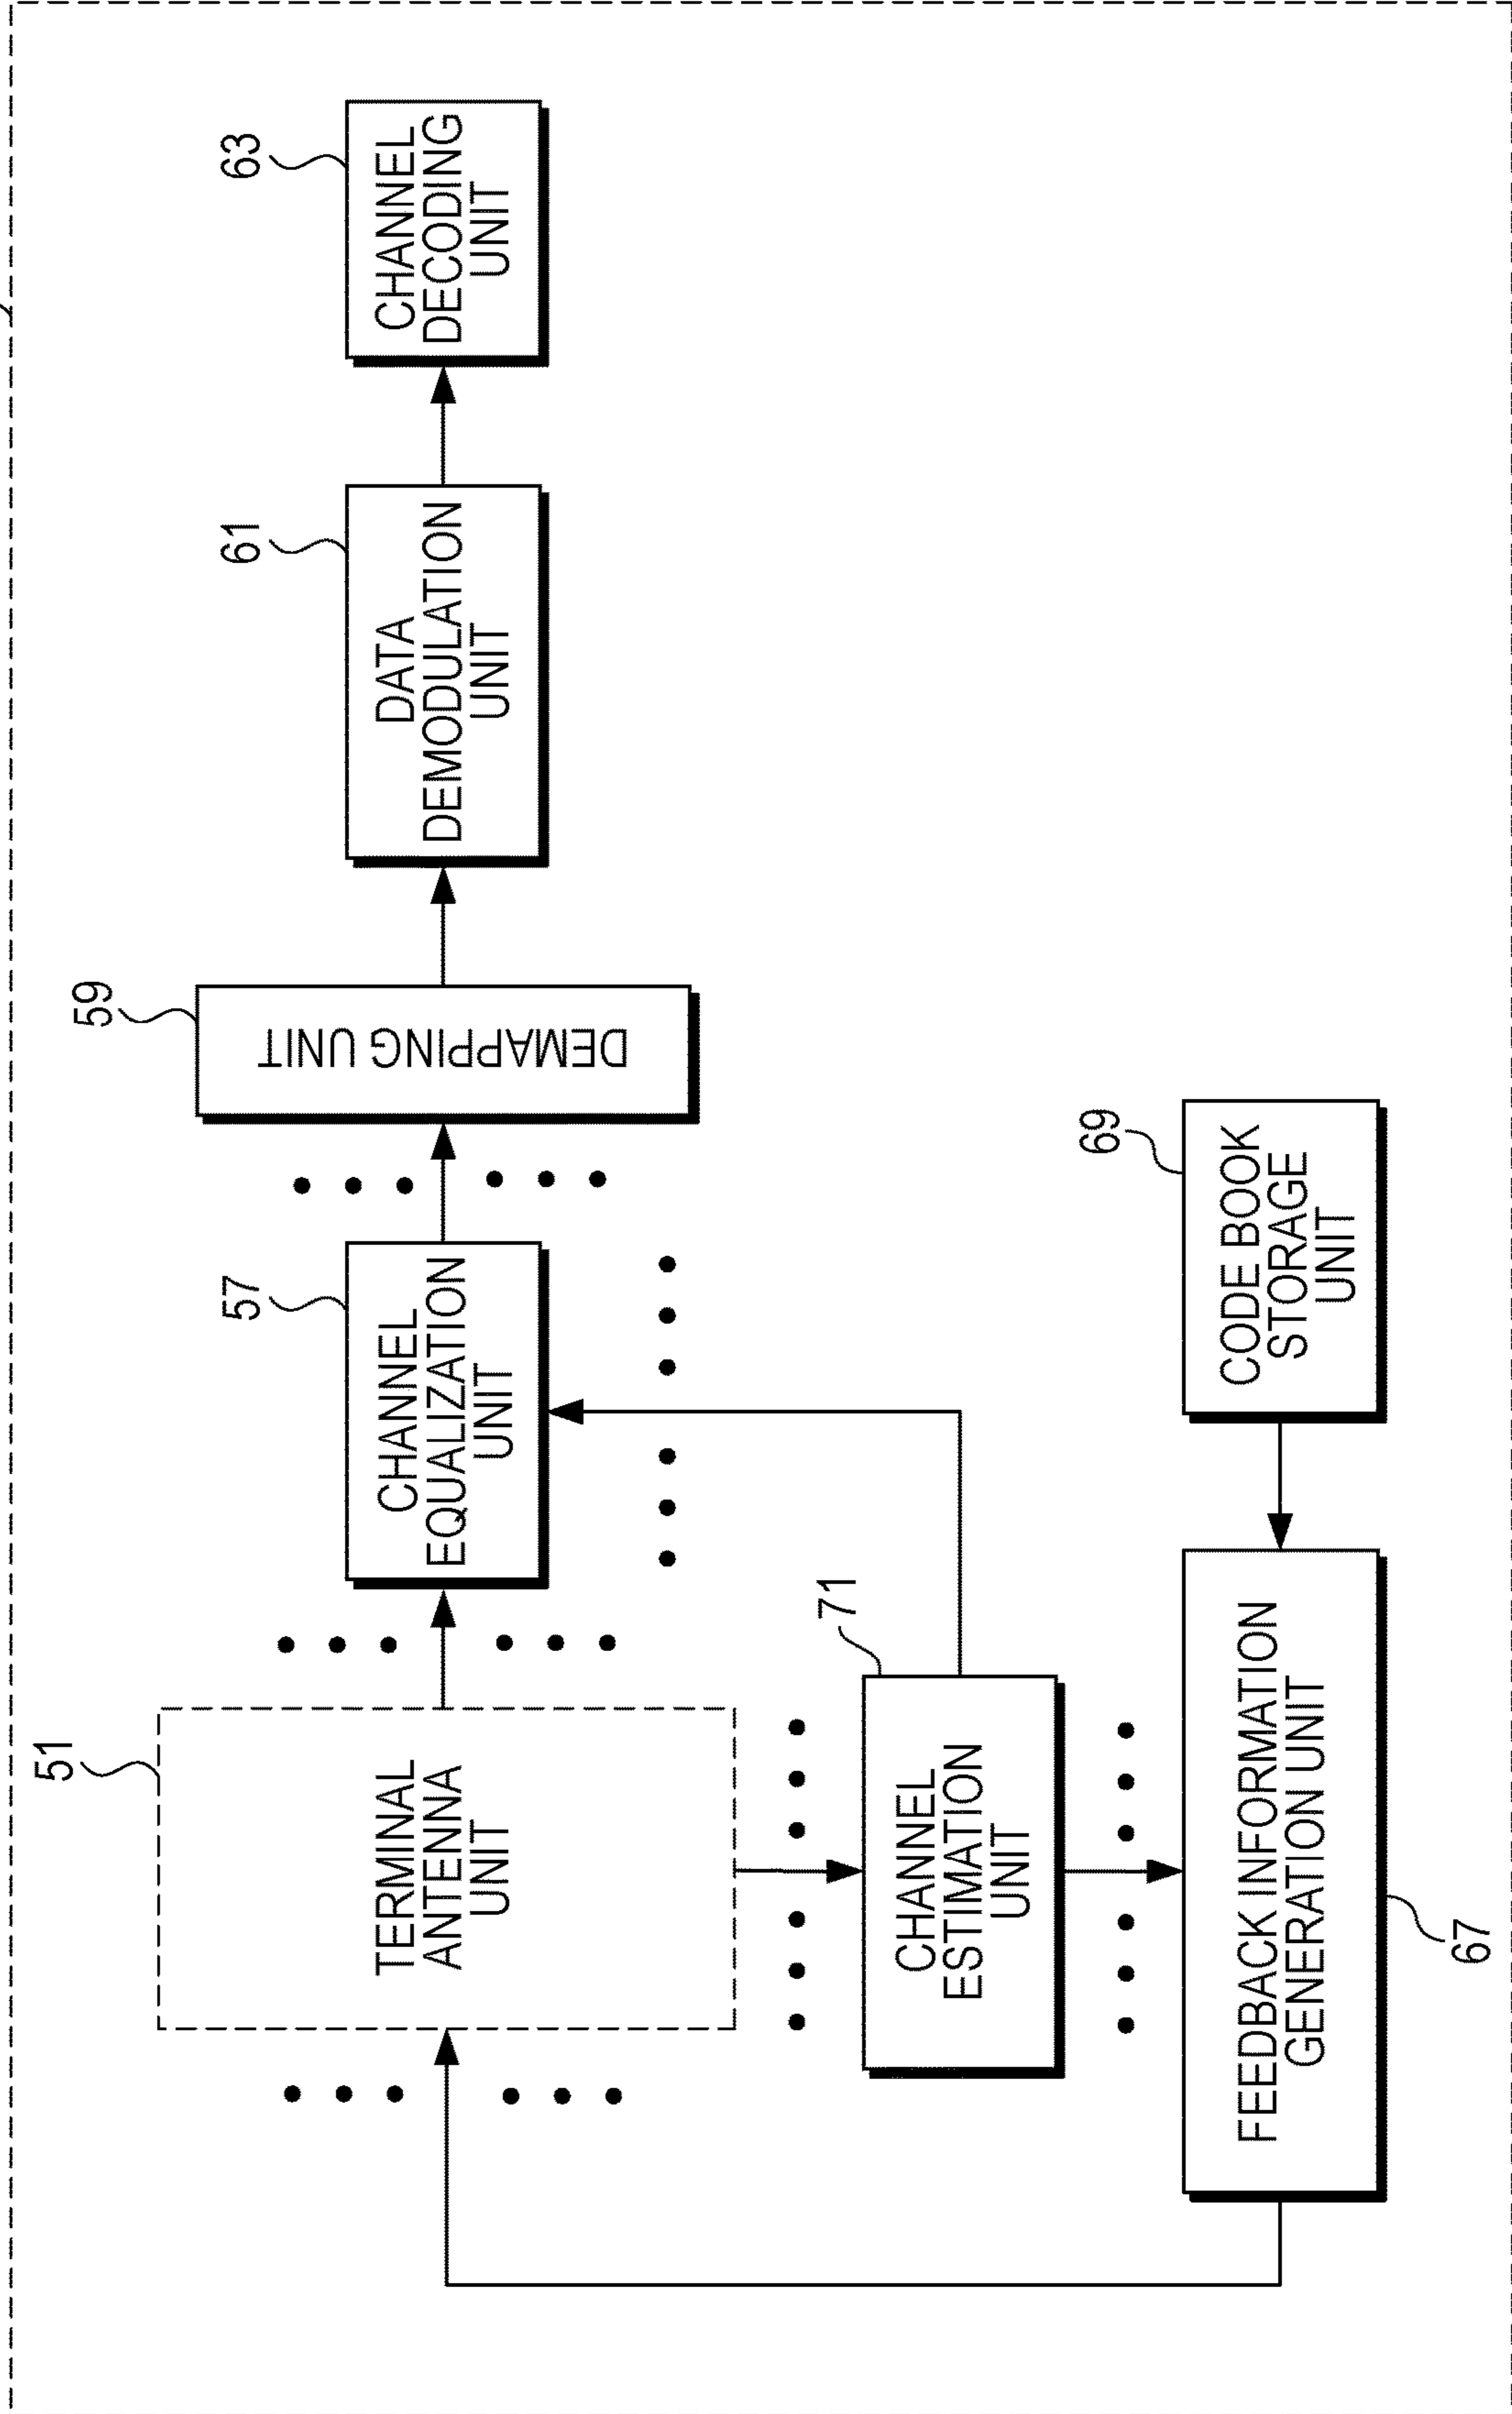 51
TERMINAL
ANTENNA
UNIT
57
CHANNEL
EQUALIZATION
UNIT
59
DEMAPPING UNIT
61
DATA
DEMODULATION
UNIT
63
CHANNEL
DECODING
UNIT
71
CHANNEL
ESTIMATION
UNIT
67
FEEDBACK INFORMATION
GENERATION UNIT
69
CODE BOOK
STORAGE
UNIT